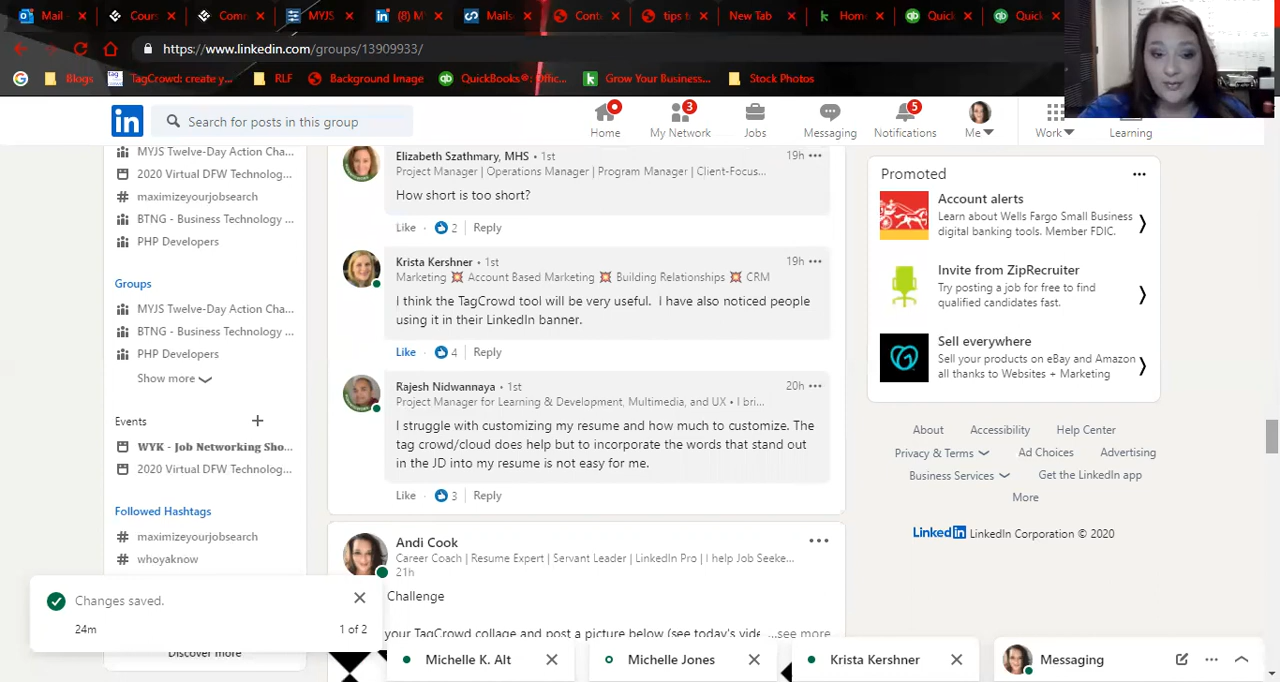 Mail
Cours
Comm
MYJS
(8) M
Mails
Conta
tips t
New Tab
Home
Quick
Quic
https://www.linkedin.com/groups/13909933/
Blogs
TagCrowd: create y...
RLF
Background Image
QuickBooks®: Offic...
Grow Your Business...
Stock Photos
in
Search for posts in this group
Home
3
My Network
Jobs
Messaging
5
Notifications
Me
Work
Learning
MYJS Twelve-Day Action Cha...
2020 Virtual DFW Technolog...
# maximizeyourjobsearch
BTNG - Business Technology ...
PHP Developers
Groups
MYJS Twelve-Day Action Cha...
BTNG - Business Technology ...
PHP Developers
Show more
Events +
WYK - Job Networking Sho...
2020 Virtual DFW Technolog...
Followed Hashtags
# maximizeyourjobsearch
# whoyaknow
Discover more
Elizabeth Szathmary, MHS • 1st 19h •••
Project Manager | Operations Manager | Program Manager | Client-Focus...
How short is too short?
Like · 2 | Reply
Krista Kershner • 1st 19h •••
Marketing 💥 Account Based Marketing 💥 Building Relationships 💥 CRM
I think the TagCrowd tool will be very useful. I have also noticed people
using it in their LinkedIn banner.
Like · 4 | Reply
Rajesh Nidwannaya • 1st 20h •••
Project Manager for Learning & Development, Multimedia, and UX • I bri...
I struggle with customizing my resume and how much to customize. The
tag crowd/cloud does help but to incorporate the words that stand out
in the JD into my resume is not easy for me.
Like · 3 | Reply
Andi Cook •••
Career Coach | Resume Expert | Servant Leader | LinkedIn Pro | I help Job Seeke...
21h
Challenge
your TagCrowd collage and post a picture below (see today's vide ...see more
Promoted •••
Account alerts
Learn about Wells Fargo Small Business
digital banking tools. Member FDIC.
Invite from ZipRecruiter
Try posting a job for free to find
qualified candidates fast.
Sell everywhere
Sell your products on eBay and Amazon
all thanks to Websites + Marketing
About Accessibility Help Center
Privacy & Terms Ad Choices Advertising
Business Services Get the LinkedIn app
More
LinkedIn LinkedIn Corporation © 2020
Changes saved.
24m 1 of 2
Michelle K. Alt
Michelle Jones
Krista Kershner
Messaging •••